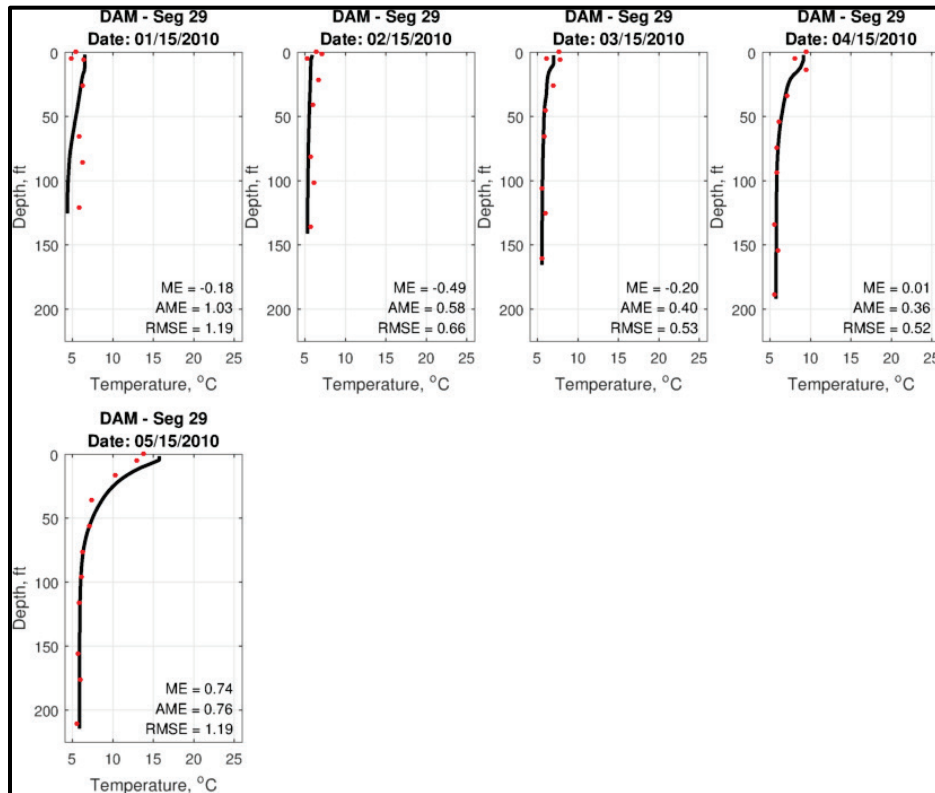 DAM - Seg 29
Date: 01/15/2010
0
50
100
150
200
Depth, ft
ME = -0.18
AME = 1.03
RMSE = 1.19
5 10 15 20 25
Temperature, °C
DAM - Seg 29
Date: 02/15/2010
0
50
100
150
200
Depth, ft
ME = -0.49
AME = 0.58
RMSE = 0.66
5 10 15 20 25
Temperature, °C
DAM - Seg 29
Date: 03/15/2010
0
50
100
150
200
Depth, ft
ME = -0.20
AME = 0.40
RMSE = 0.53
5 10 15 20 25
Temperature, °C
DAM - Seg 29
Date: 04/15/2010
0
50
100
150
200
Depth, ft
ME = 0.01
AME = 0.36
RMSE = 0.52
5 10 15 20 25
Temperature, °C
DAM - Seg 29
Date: 05/15/2010
0
50
100
150
200
Depth, ft
ME = 0.74
AME = 0.76
RMSE = 1.19
5 10 15 20 25
Temperature, °C